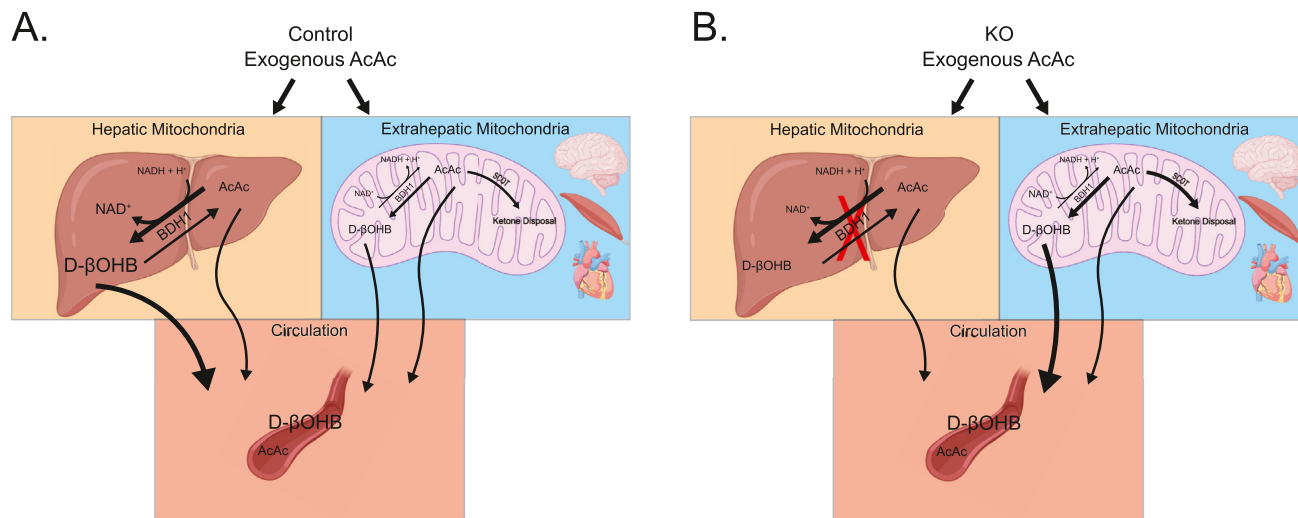 A.
Control
Exogenous AcAc
Hepatic Mitochondria
Extrahepatic Mitochondria
NADH + H⁺
AcAc
NAD⁺
BDH1
D-βOHB
NADH + H⁺
AcAc
SCOT
NAD⁺
BDH1
Ketone Disposal
D-βOHB
Circulation
D-βOHB
AcAc
B.
KO
Exogenous AcAc
Hepatic Mitochondria
Extrahepatic Mitochondria
NADH + H⁺
AcAc
NAD⁺
BDH1
D-βOHB
NADH + H⁺
AcAc
SCOT
NAD⁺
BDH1
Ketone Disposal
D-βOHB
Circulation
D-βOHB
AcAc